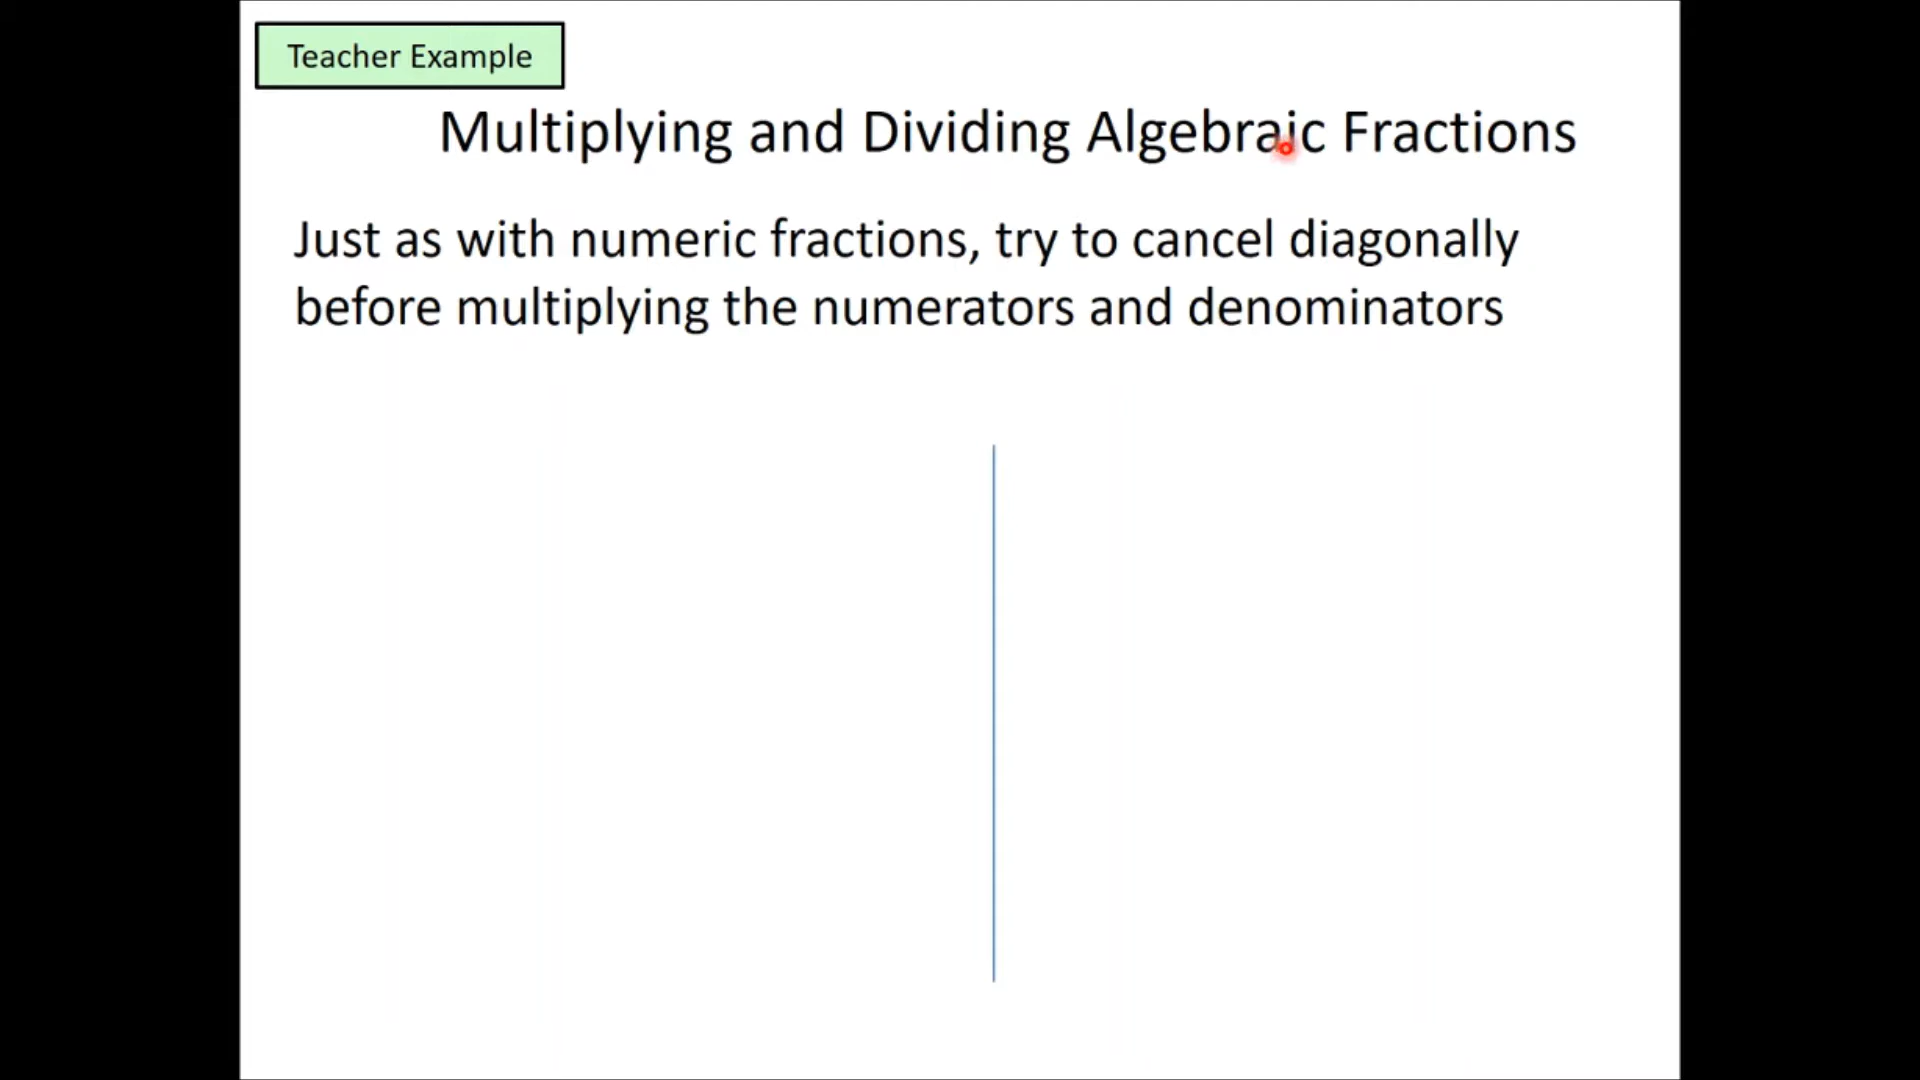 Teacher Example
Multiplying and Dividing Algebraic Fractions
Just as with numeric fractions, try to cancel diagonally
before multiplying the numerators and denominators